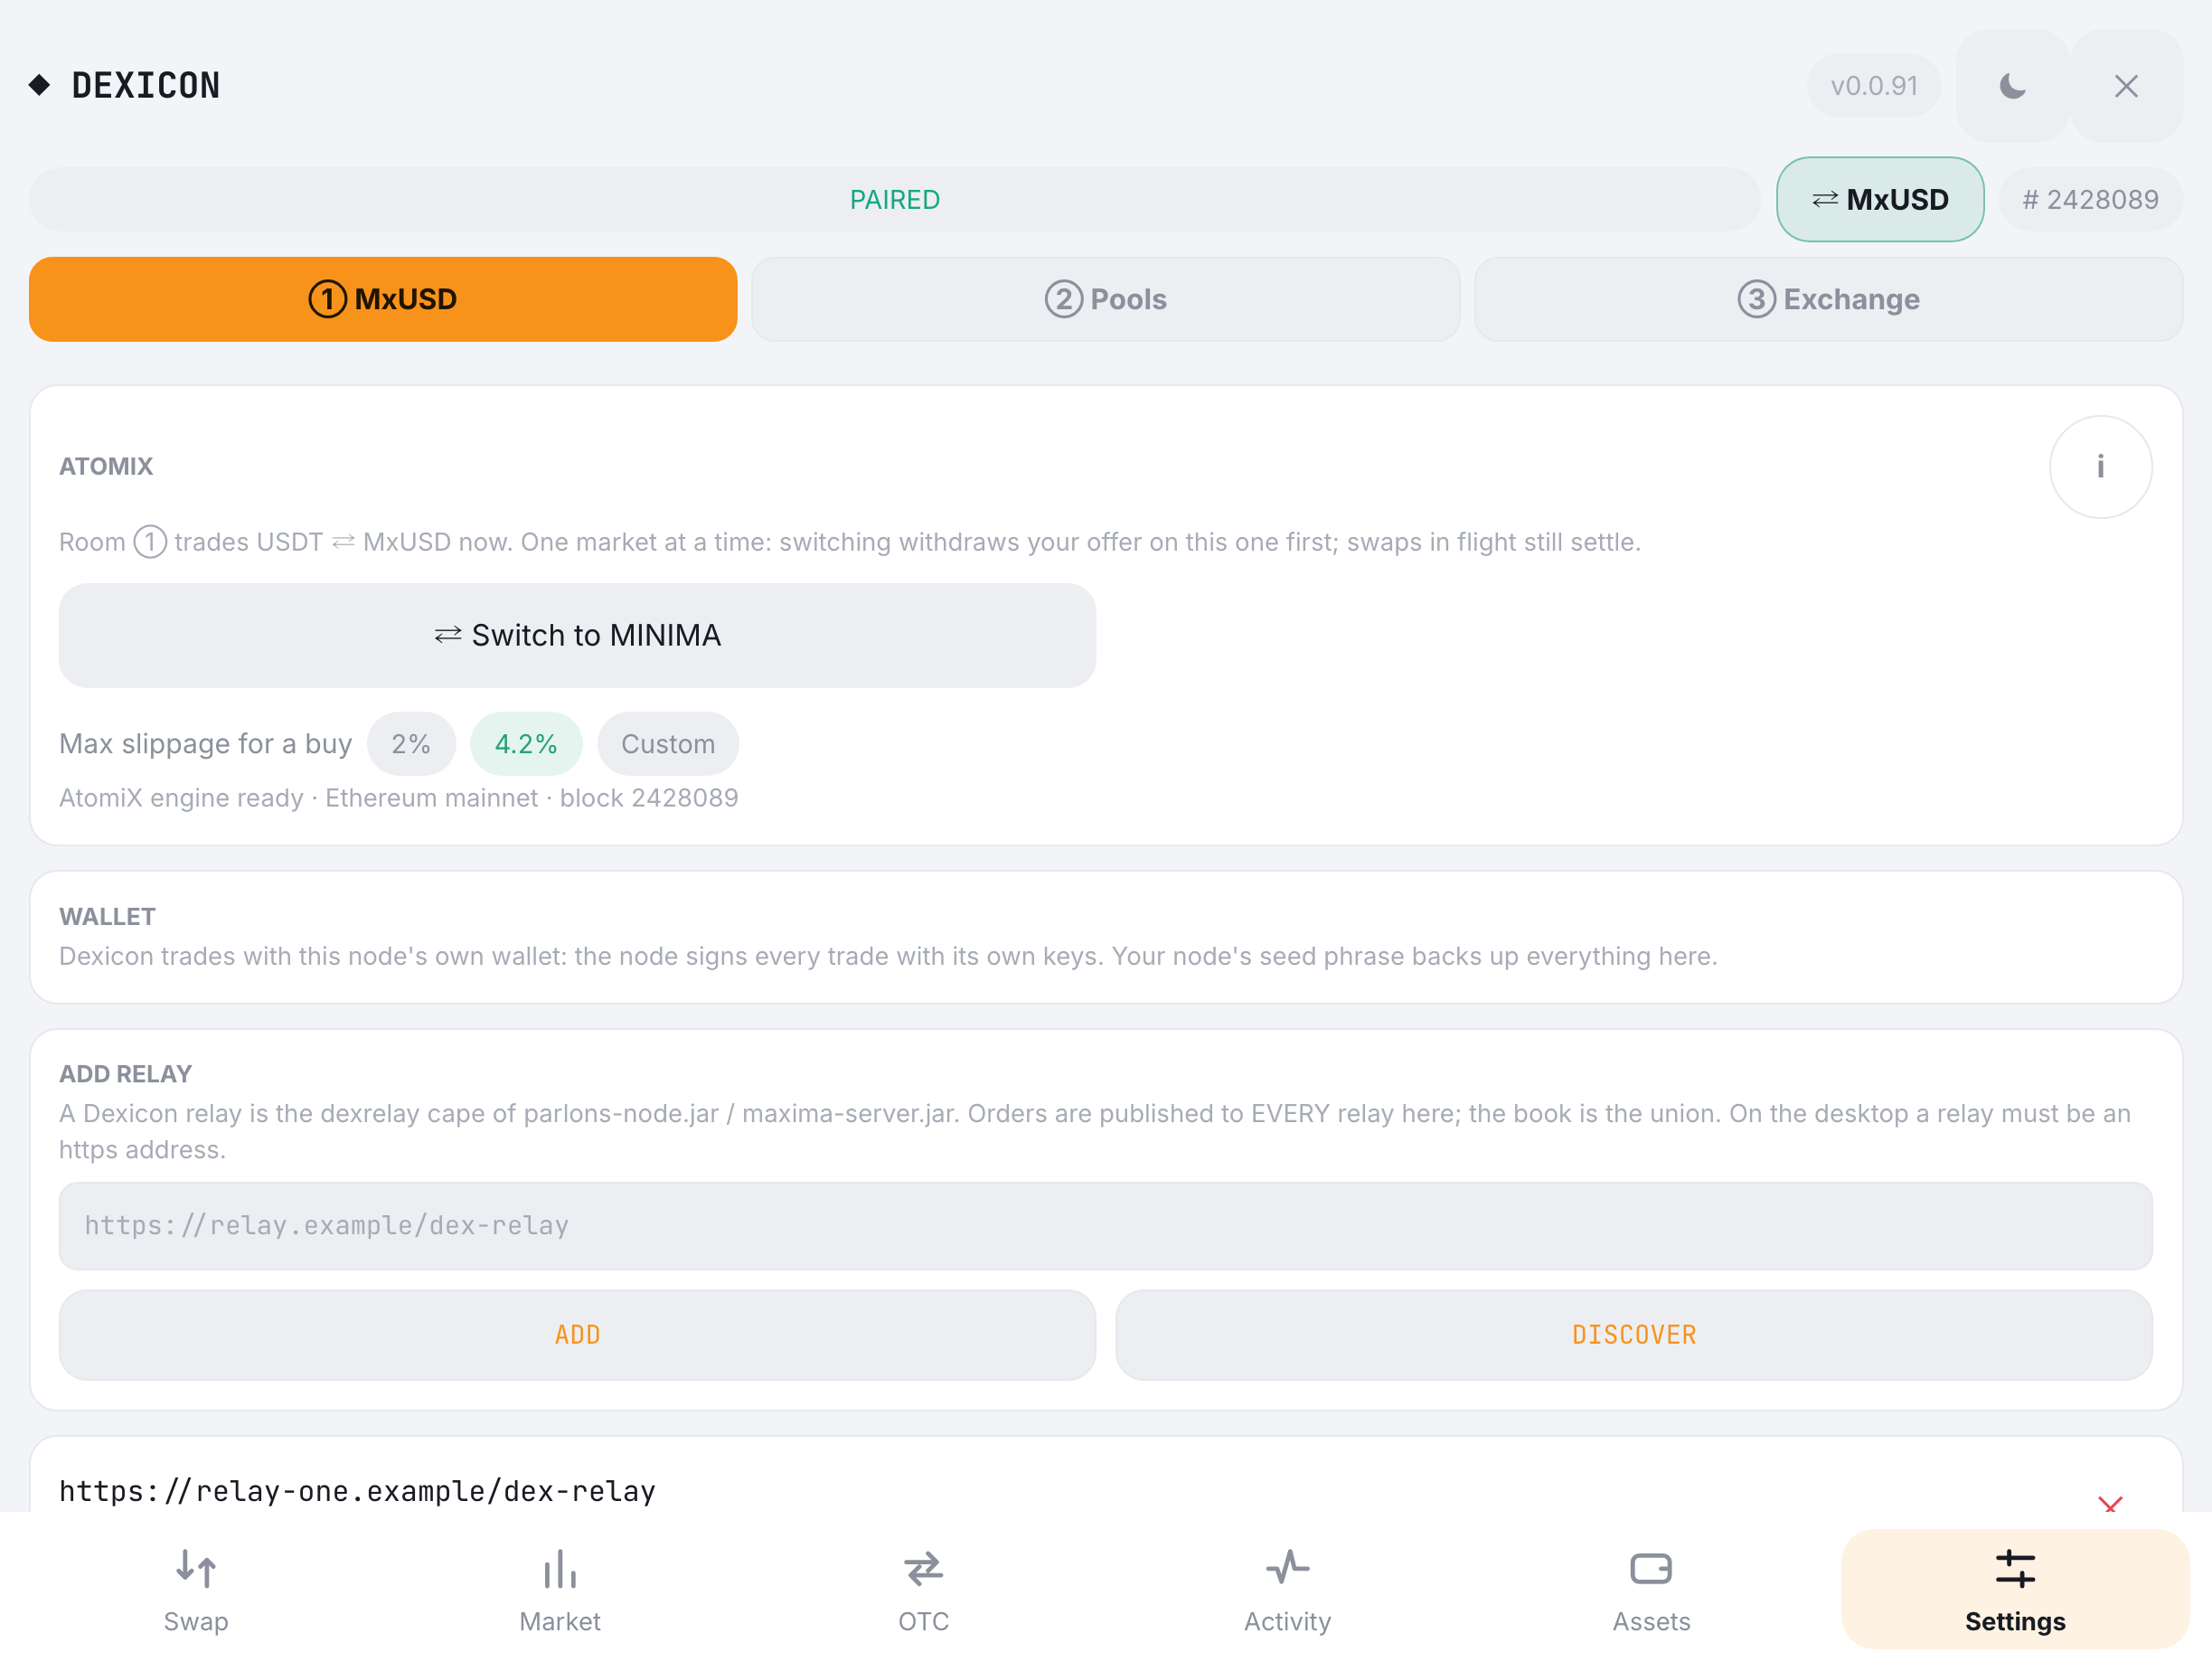 ◆ DEXICON
v0.0.91
PAIRED
⇄ MxUSD
# 2428089
① MxUSD
② Pools
③ Exchange
ATOMIX
i
Room ① trades USDT ⇄ MxUSD now. One market at a time: switching withdraws your offer on this one first; swaps in flight still settle.
⇄ Switch to MINIMA
Max slippage for a buy 2% 4.2% Custom
AtomiX engine ready · Ethereum mainnet · block 2428089
WALLET
Dexicon trades with this node's own wallet: the node signs every trade with its own keys. Your node's seed phrase backs up everything here.
ADD RELAY
A Dexicon relay is the dexrelay cape of parlons-node.jar / maxima-server.jar. Orders are published to EVERY relay here; the book is the union. On the desktop a relay must be an
https address.
https://relay.example/dex-relay
ADD
DISCOVER
https://relay-one.example/dex-relay
Swap
Market
OTC
Activity
Assets
Settings